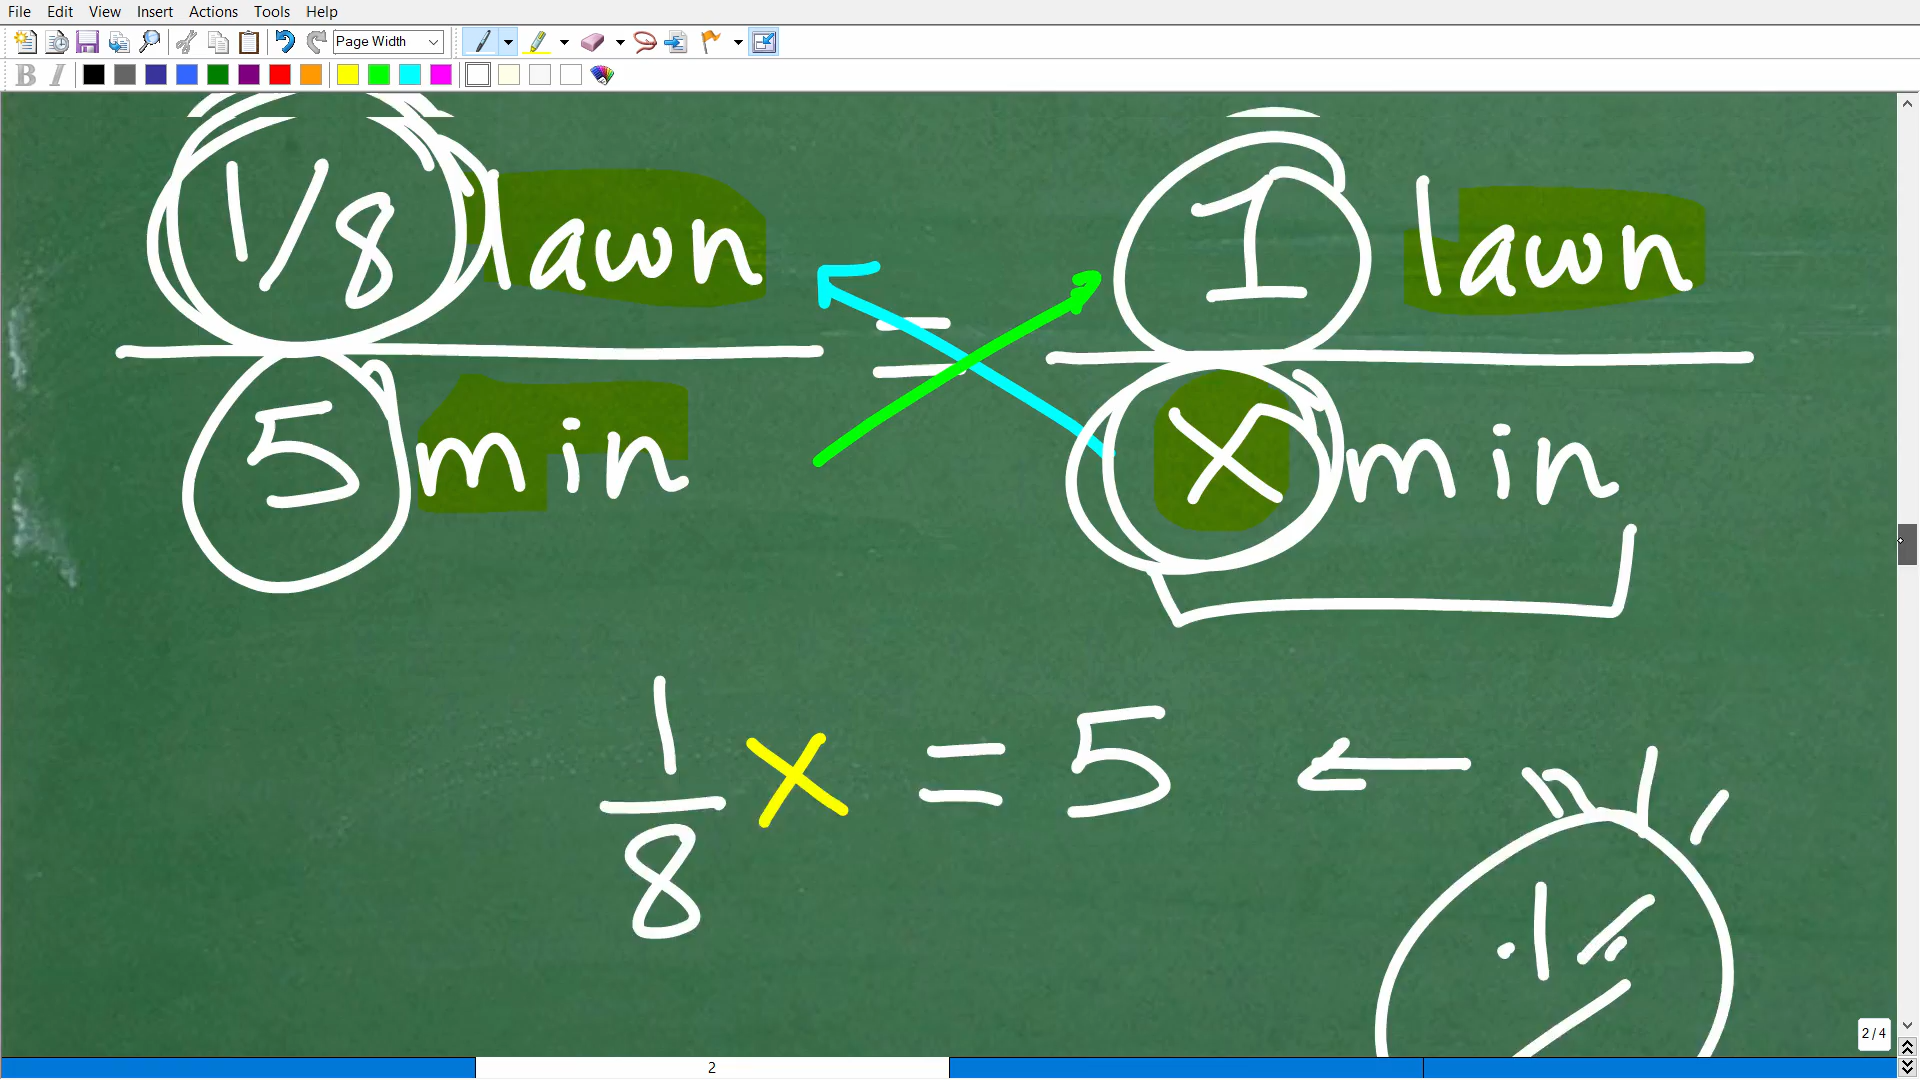 File Edit View Insert Actions Tools Help
Page Width
B I
1/8 lawn = 1 lawn
5 min x min
1/8 x = 5 ←
2 / 4
2